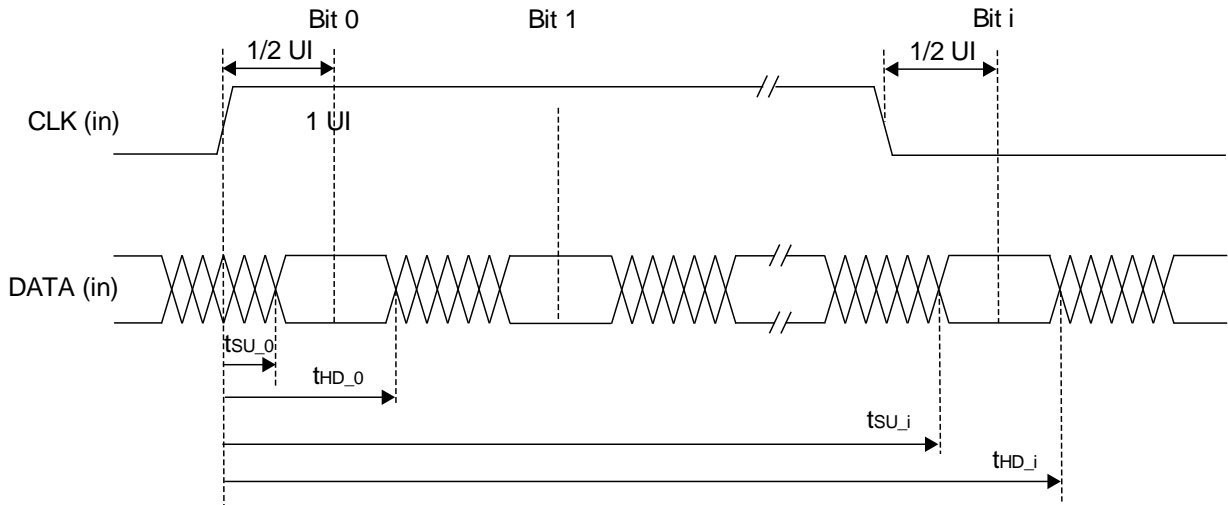 Bit 0 Bit 1 Bit i
1/2 UI 1/2 UI
CLK (in) 1 UI
DATA (in)
tSU_0
tHD_0
tSU_i
tHD_i